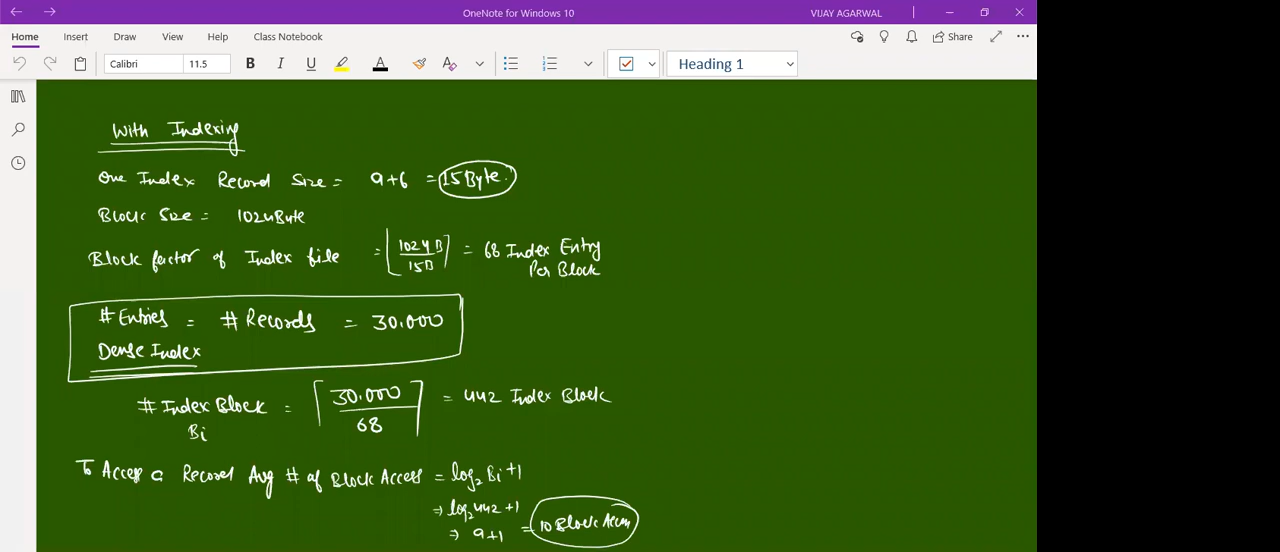 OneNote for Windows 10
VIJAY AGARWAL
Home Insert Draw View Help Class Notebook Share
Calibri 11.5 B I U A Heading 1
With Indexing
One Index Record Size = 9+6 = 15Byte.
Block Size = 1024Byte
Block factor of Index file = ⌊1024B/15B⌋ = 68 Index Entry
Per Block
# Entries = # Records = 30.000
Dense Index
# Index Block = ⌈30.000/68⌉ = 442 Index Block
Bi
To Access a Record Avg # of Block Access = log₂ Bi +1
⇒ log₂ 442 +1
⇒ 9+1 = 10 Block Access